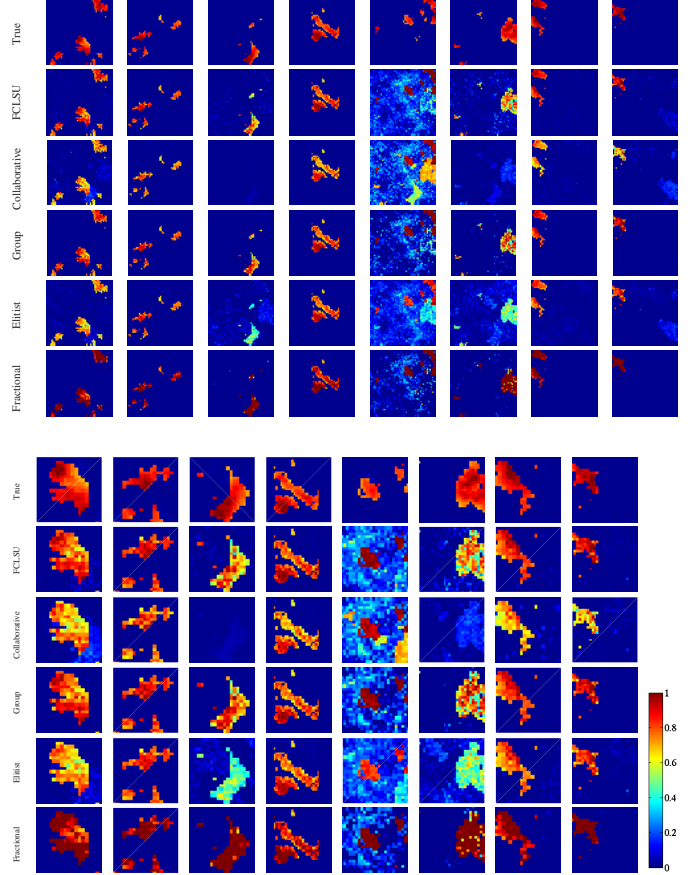 True
FCLSU
Collaborative
Group
Elitist
Fractional
True
FCLSU
Collaborative
Group
Elitist
Fractional
1
0.8
0.6
0.4
0.2
0